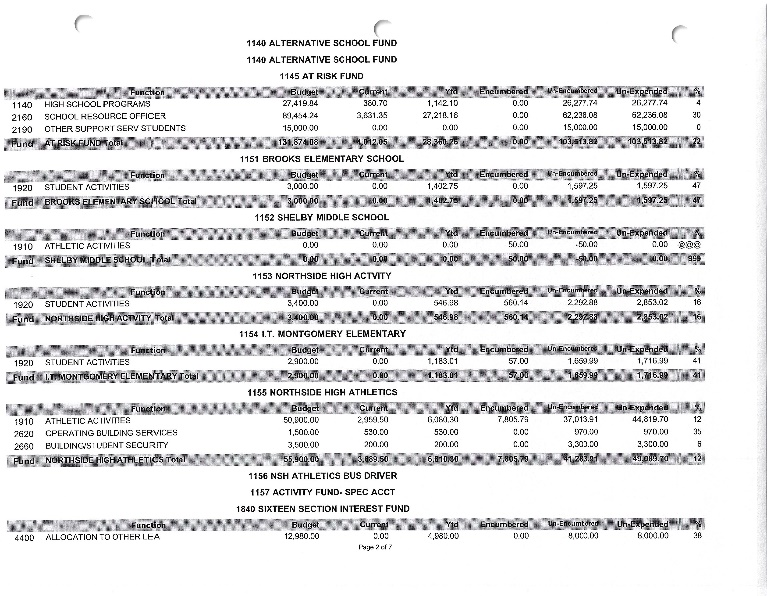 1140 ALTERNATIVE SCHOOL FUND
1140 ALTERNATIVE SCHOOL FUND
1145 AT RISK FUND
Function Budget Current Ytd Encumbered Un-Encumbered Un-Expended %
1140 HIGH SCHOOL PROGRAMS 27,419.84 380.70 1,142.10 0.00 26,277.74 26,277.74 4
2160 SCHOOL RESOURCE OFFICER 89,454.24 3,631.35 27,218.16 0.00 62,236.08 62,236.08 30
2190 OTHER SUPPORT SERV STUDENTS 15,000.00 0.00 0.00 0.00 15,000.00 15,000.00 0
Fund AT RISK FUND Total 131,874.08 4,012.05 28,360.26 0.00 103,513.82 103,513.82 22
1151 BROOKS ELEMENTARY SCHOOL
Function Budget Current Ytd Encumbered Un-Encumbered Un-Expended %
1920 STUDENT ACTIVITIES 3,000.00 0.00 1,402.75 0.00 1,597.25 1,597.25 47
Fund BROOKS ELEMENTARY SCHOOL Total 3,000.00 0.00 1,402.75 0.00 1,597.25 1,597.25 47
1152 SHELBY MIDDLE SCHOOL
Function Budget Current Ytd Encumbered Un-Encumbered Un-Expended %
1910 ATHLETIC ACTIVITIES 0.00 0.00 0.00 50.00 -50.00 0.00 @@@
Fund SHELBY MIDDLE SCHOOL Total 0.00 0.00 0.00 50.00 -50.00 0.00 999
1153 NORTHSIDE HIGH ACTVITY
Function Budget Current Ytd Encumbered Un-Encumbered Un-Expended %
1920 STUDENT ACTIVITIES 3,400.00 0.00 546.98 560.14 2,292.88 2,853.02 16
Fund NORTHSIDE HIGH ACTVITY Total 3,400.00 0.00 546.98 560.14 2,292.88 2,853.02 16
1154 I.T. MONTGOMERY ELEMENTARY
Function Budget Current Ytd Encumbered Un-Encumbered Un-Expended %
1920 STUDENT ACTIVITIES 2,900.00 0.00 1,183.01 57.00 1,659.99 1,716.99 41
Fund I.T. MONTGOMERY ELEMENTARY Total 2,900.00 0.00 1,183.01 57.00 1,659.99 1,716.99 41
1155 NORTHSIDE HIGH ATHLETICS
Function Budget Current Ytd Encumbered Un-Encumbered Un-Expended %
1910 ATHLETIC ACTIVITIES 50,900.00 2,959.50 6,080.30 7,805.79 37,013.91 44,819.70 12
2620 OPERATING BUILDING SERVICES 1,500.00 530.00 530.00 0.00 970.00 970.00 35
2660 BUILDING/STUDENT SECURITY 3,500.00 200.00 200.00 0.00 3,300.00 3,300.00 6
Fund NORTHSIDE HIGH ATHLETICS Total 55,900.00 3,689.50 6,810.30 7,805.79 41,283.91 49,089.70 12
1156 NSH ATHLETICS BUS DRIVER
1157 ACTIVITY FUND- SPEC ACCT
1840 SIXTEEN SECTION INTEREST FUND
Function Budget Current Ytd Encumbered Un-Encumbered Un-Expended %
4400 ALLOCATION TO OTHER LEA 12,980.00 0.00 4,980.00 0.00 8,000.00 8,000.00 38
Page 2 of 7